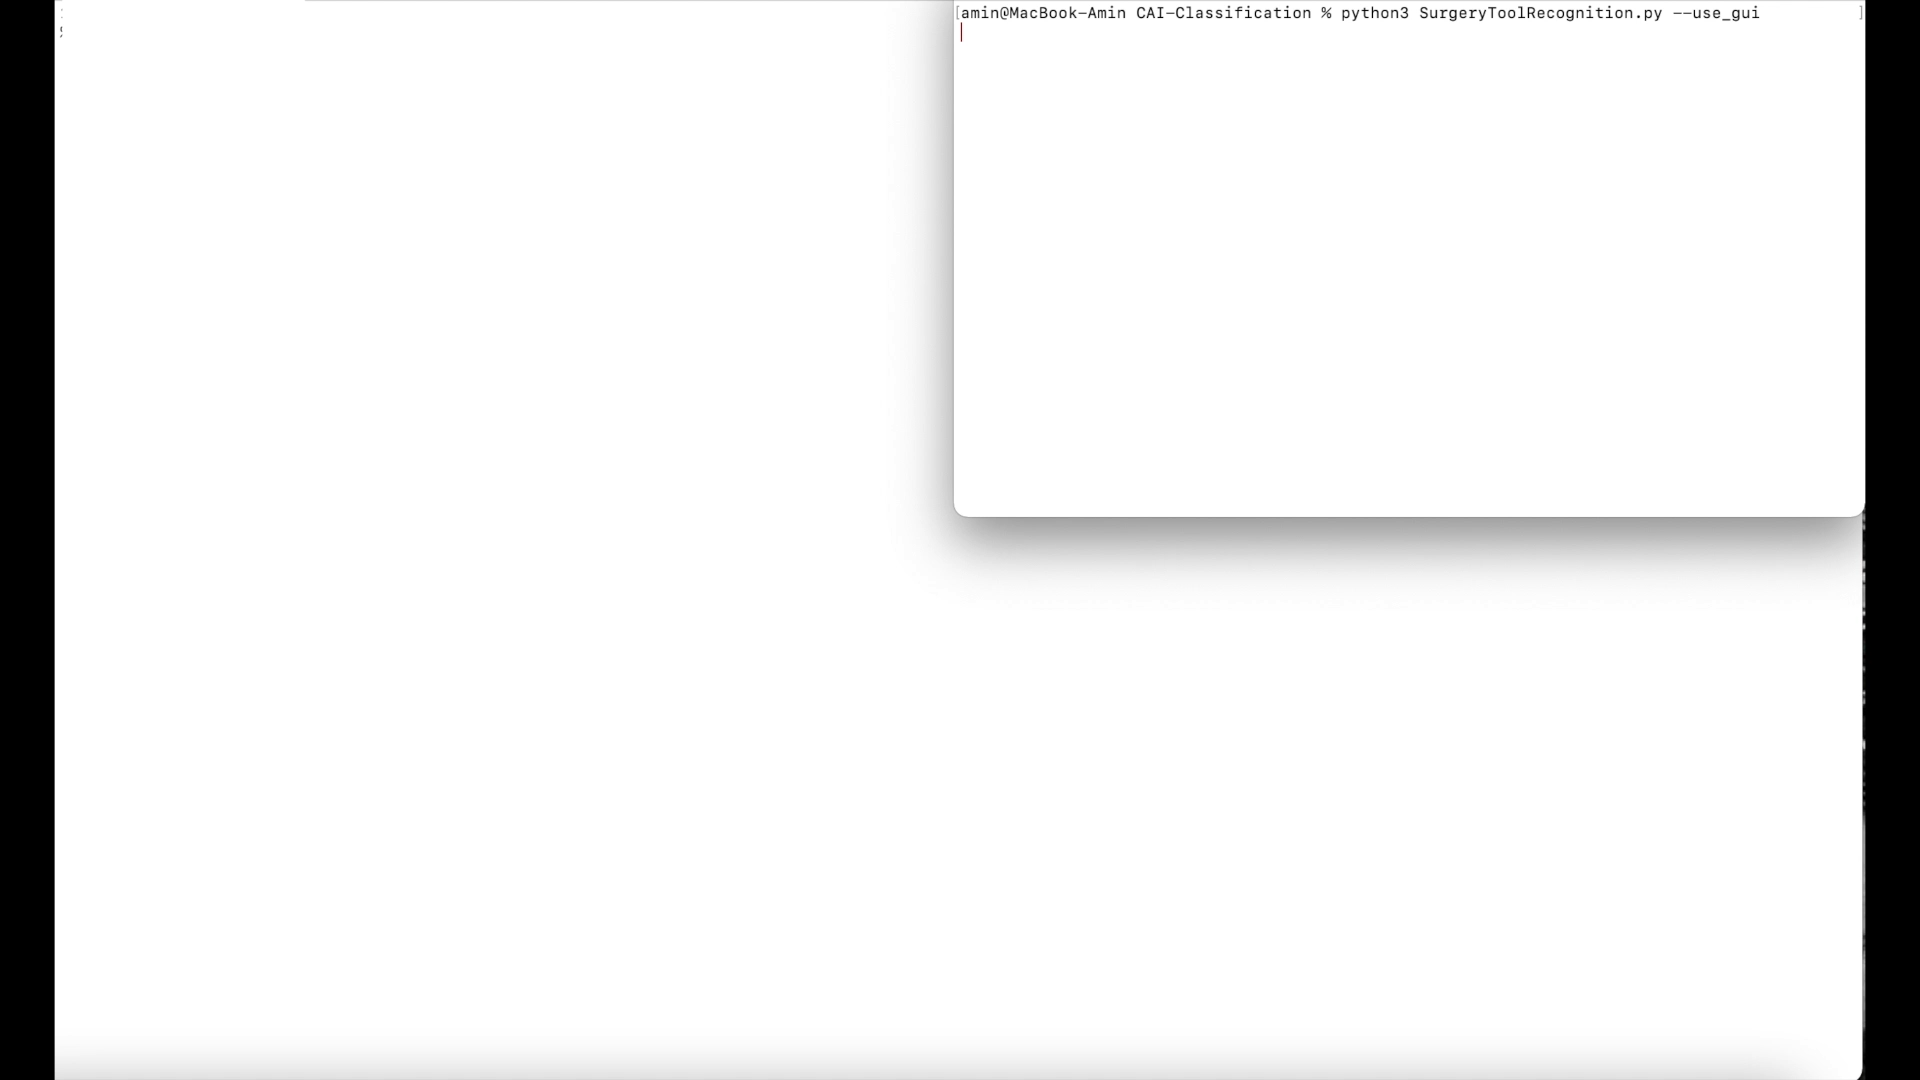 [amin@MacBook-Amin CAI-Classification % python3 SurgeryToolRecognition.py --use_gui ]